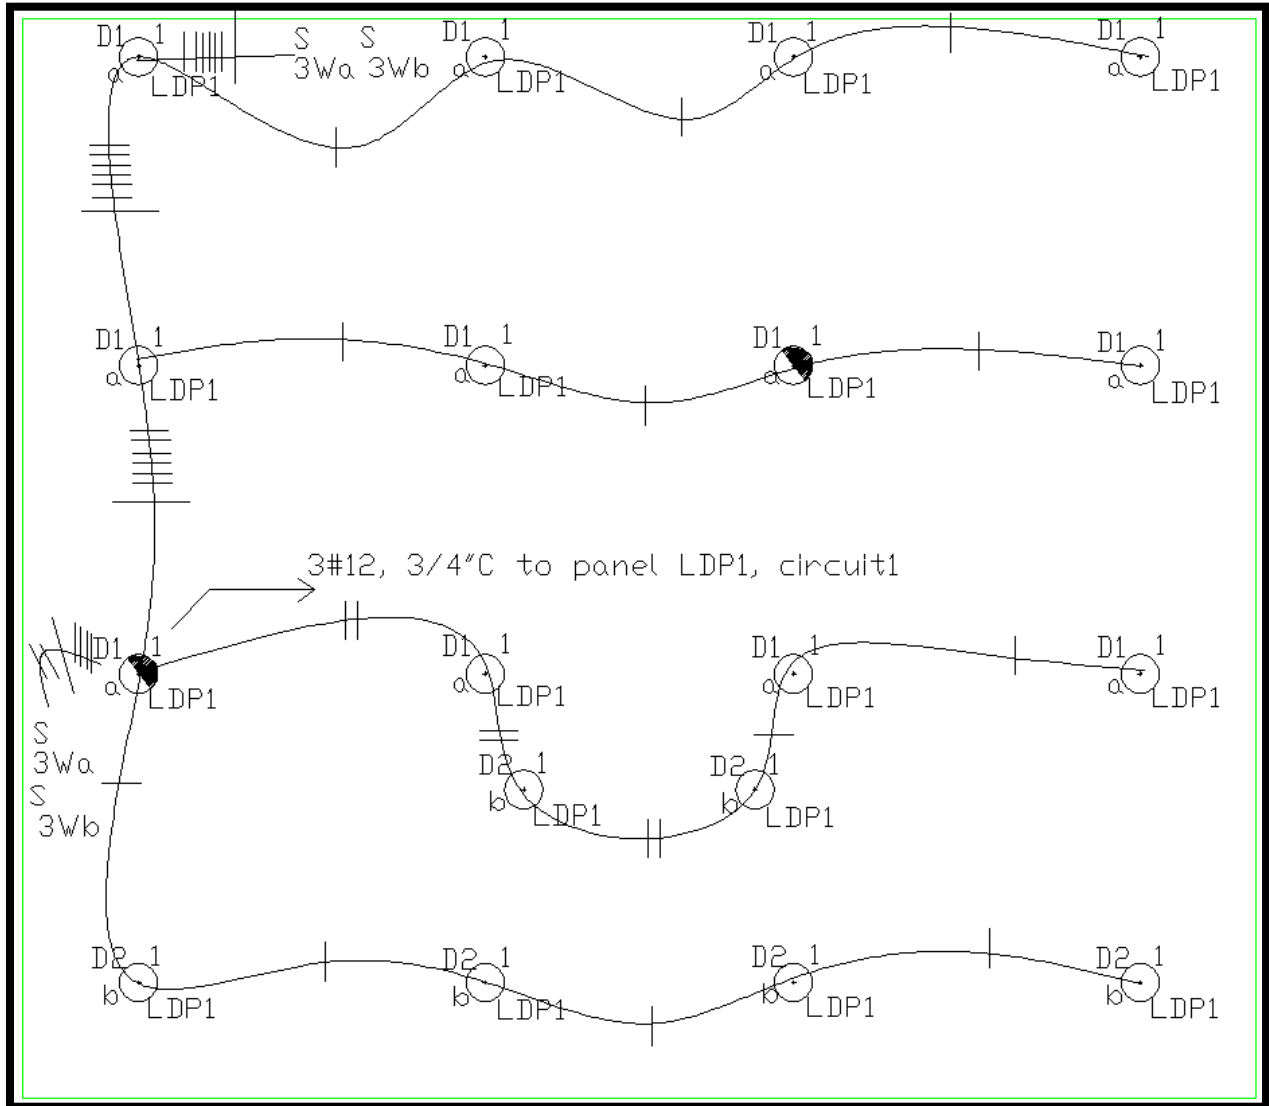 D1 1 S S D1 1 D1 1 D1 1
a 3Wa 3Wb a a a
LDP1 LDP1 LDP1 LDP1
D1 1 D1 1 D1 1 D1 1
a a a a
LDP1 LDP1 LDP1 LDP1
3#12, 3/4"C to panel LDP1, circuit1
D1 1 D1 1 D1 1 D1 1
a a a a
LDP1 LDP1 LDP1 LDP1
S
3Wa
D2 1 D2 1
S b b
3Wb LDP1 LDP1
D2 1 D2 1 D2 1 D2 1
b b b b
LDP1 LDP1 LDP1 LDP1